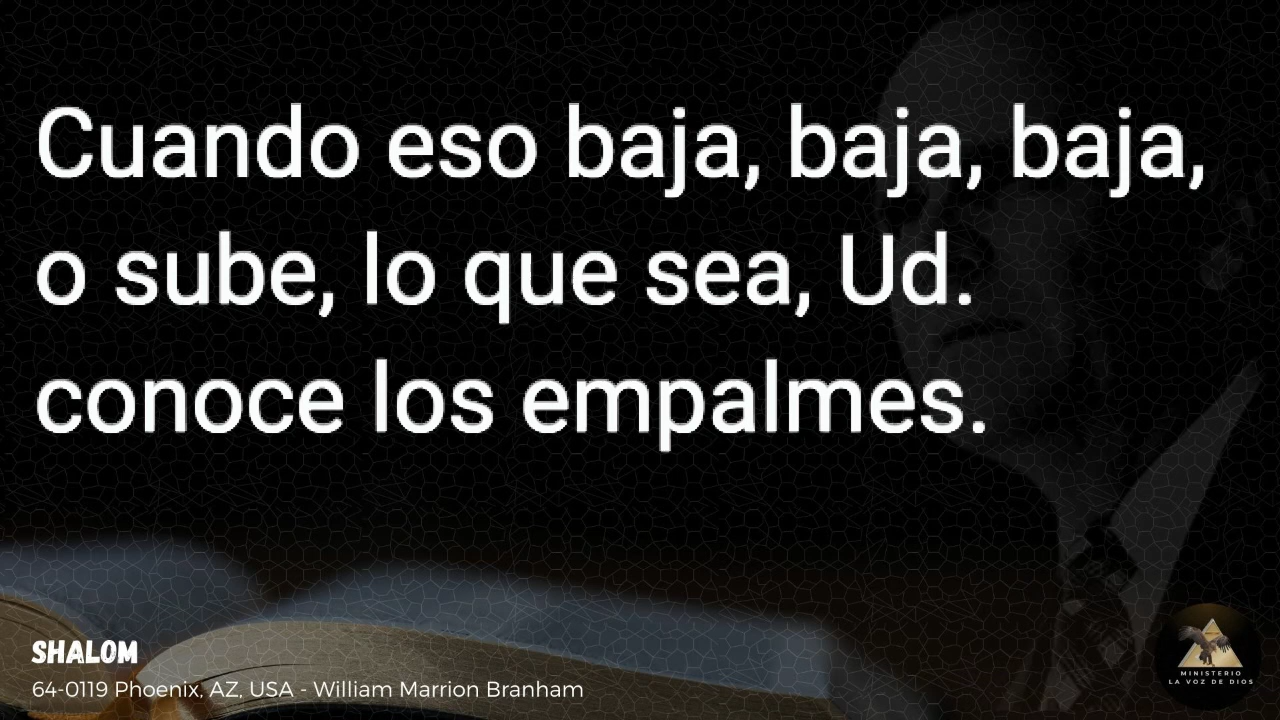 Cuando eso baja, baja, baja,
o sube, lo que sea, Ud.
conoce los empalmes.
SHALOM
64-0119 Phoenix, AZ, USA - William Marrion Branham
MINISTERIO
LA VOZ DE DIOS